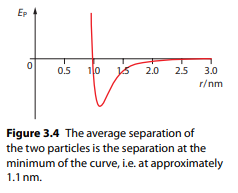 Eₚ
0
0.5 1.0 1.5 2.0 2.5 3.0
r/nm
Figure 3.4 The average separation of
the two particles is the separation at the
minimum of the curve, i.e. at approximately
1.1 nm.